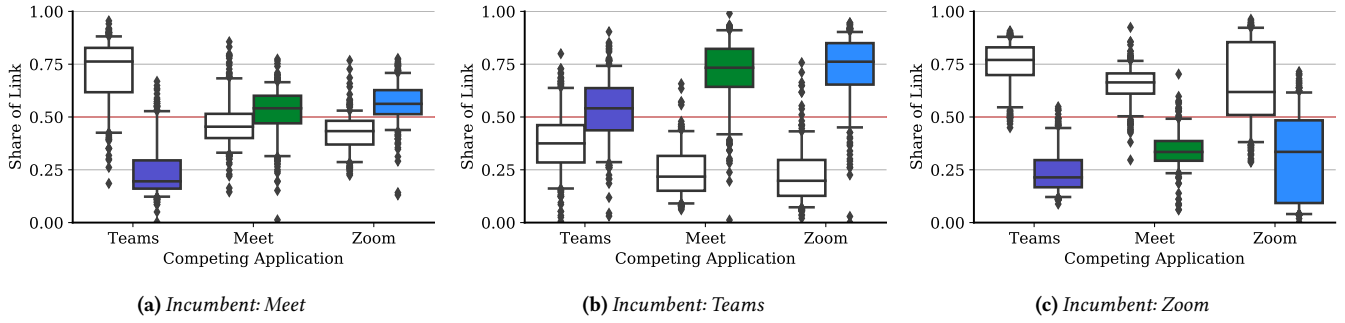 Share of Link
1.00
0.75
0.50
0.25
0.00
Teams Meet Zoom
Competing Application
(a) Incumbent: Meet
Share of Link
1.00
0.75
0.50
0.25
0.00
Teams Meet Zoom
Competing Application
(b) Incumbent: Teams
Share of Link
1.00
0.75
0.50
0.25
0.00
Teams Meet Zoom
Competing Application
(c) Incumbent: Zoom